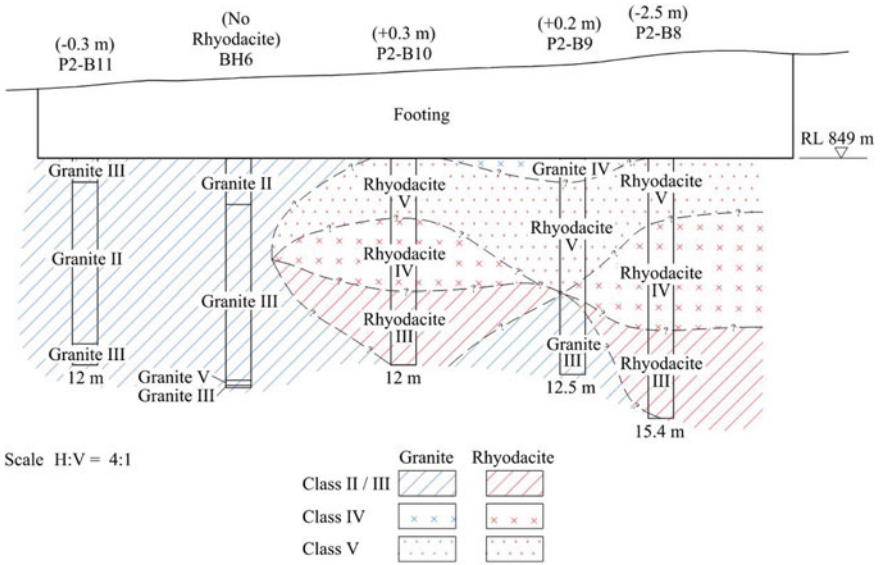 (-0.3 m)
P2-B11
(No
Rhyodacite)
BH6
(+0.3 m)
P2-B10
(+0.2 m)
P2-B9
(-2.5 m)
P2-B8
Footing
RL 849 m
Granite III
Granite II
Granite III
12 m
Granite II
Granite III
Granite V
Granite III
Rhyodacite
V
Rhyodacite
IV
Rhyodacite
III
12 m
Granite IV
Rhyodacite
V
Granite
III
12.5 m
Rhyodacite
V
Rhyodacite
IV
Rhyodacite
III
15.4 m
Scale H:V = 4:1
Granite Rhyodacite
Class II / III
Class IV
Class V